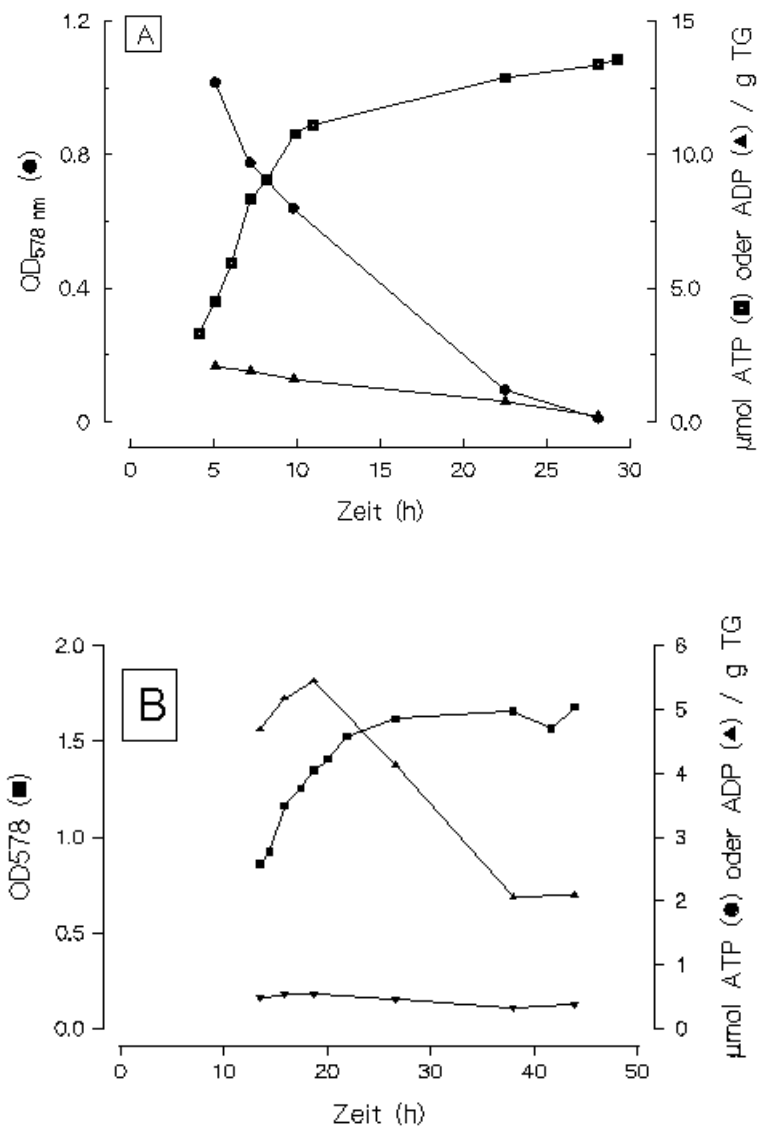 A
1.2
0.8
0.4
0
OD578 nm (●)
15
10.0
5.0
0.0
µmol ATP (◘) oder ADP (▲) / g TG
0 5 10 15 20 25 30
Zeit (h)
B
2.0
1.5
1.0
0.5
0.0
OD578 (■)
6
5
4
3
2
1
0
µmol ATP (●) oder ADP (▲) / g TG
0 10 20 30 40 50
Zeit (h)